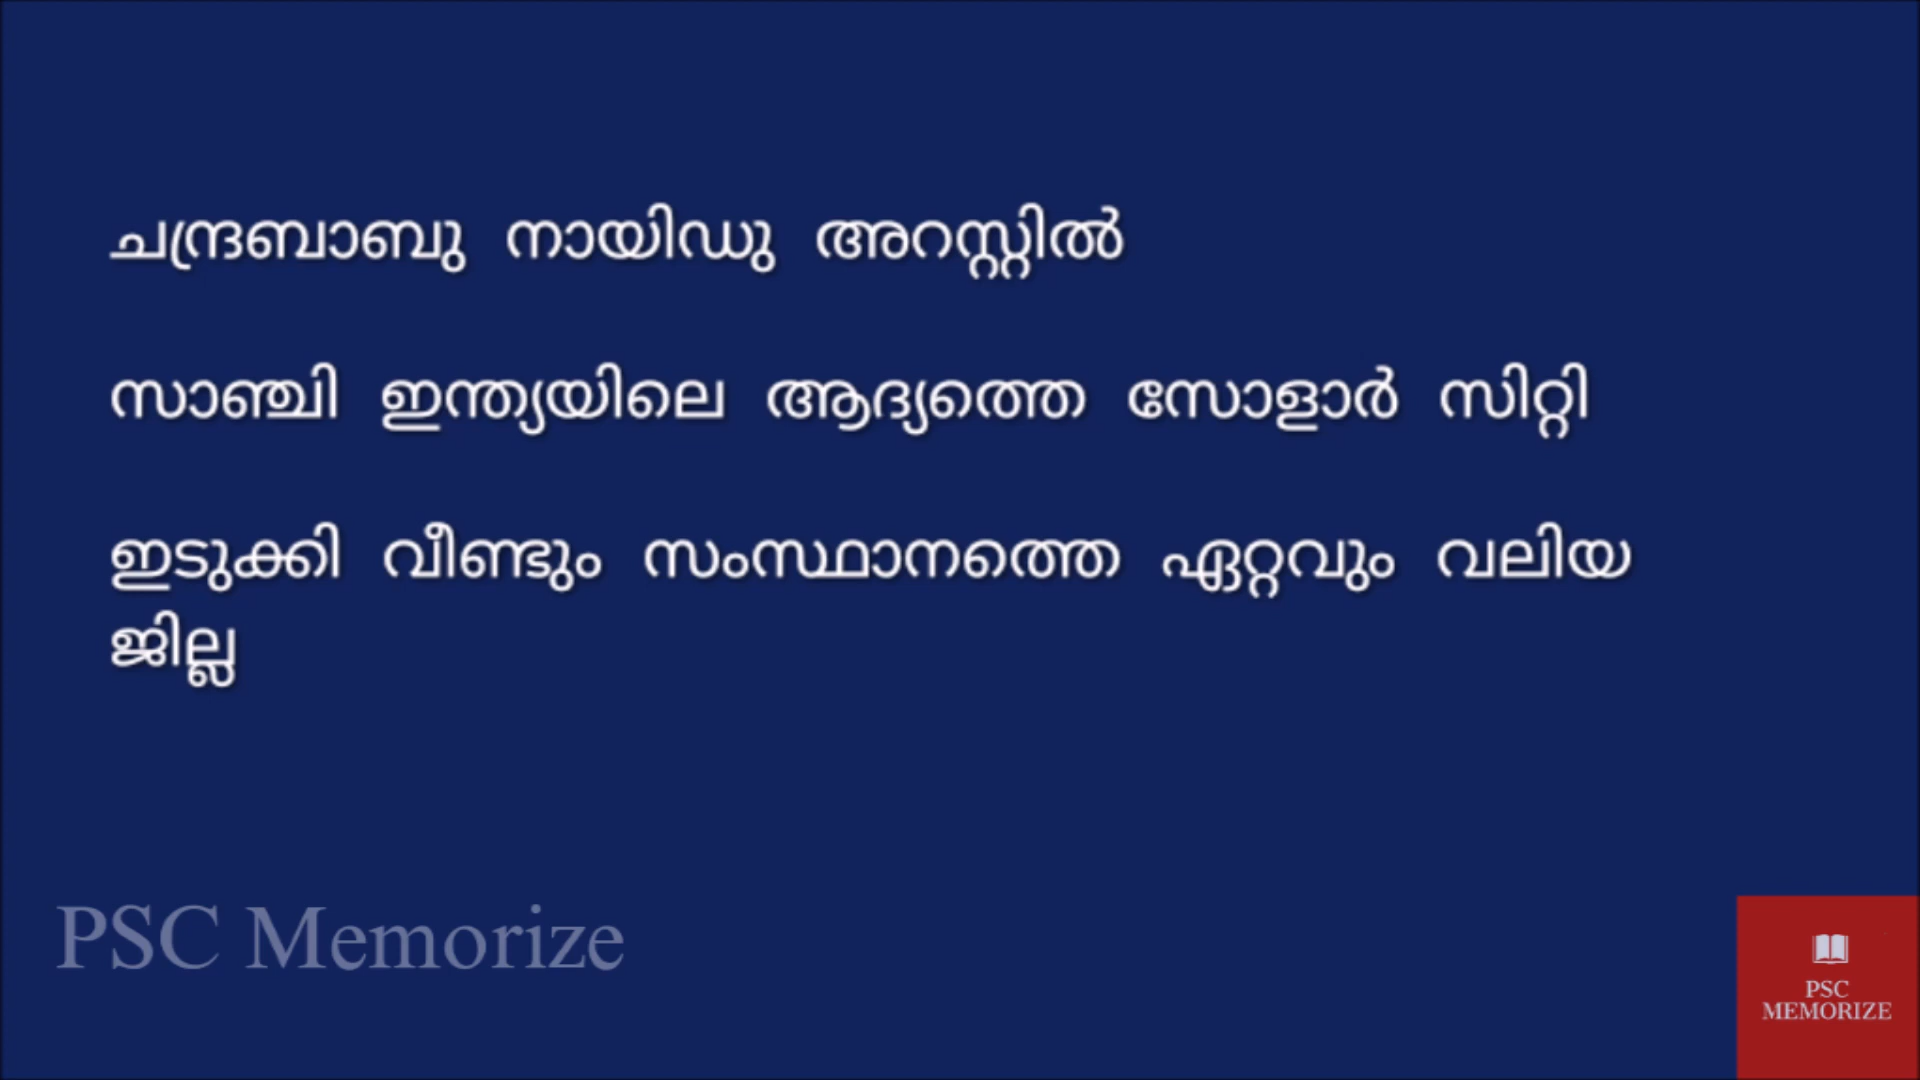 ചന്ദ്രബാബു നായിഡു അറസ്റ്റിൽ
സാഞ്ചി ഇന്ത്യയിലെ ആദ്യത്തെ സോളാർ സിറ്റി
ഇടുക്കി വീണ്ടും സംസ്ഥാനത്തെ ഏറ്റവും വലിയ
ജില്ല
PSC Memorize
PSC
MEMORIZE